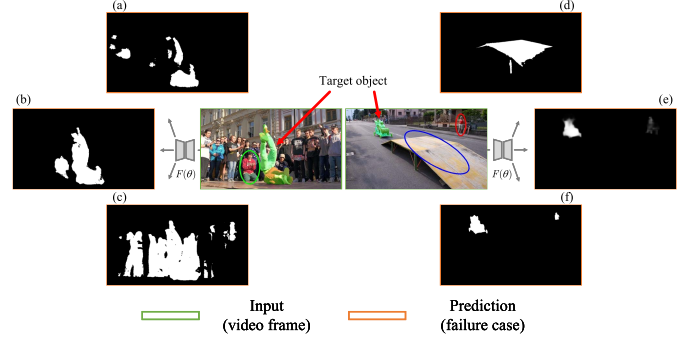 (a)
(d)
Target object
(b)
(e)
F(θ)
F(θ)
(c)
(f)
Input
(video frame)
Prediction
(failure case)